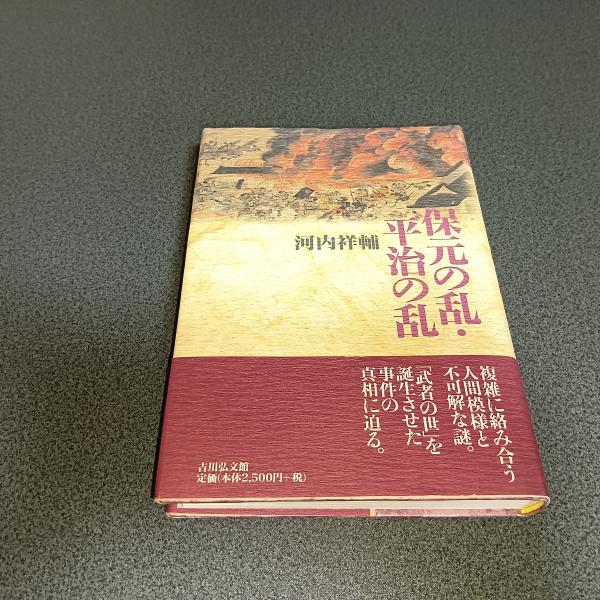 保元の乱・
平治の乱
河内祥輔
複雑に絡み合う
人間模様と
不可解な謎。
「武者の世」を
誕生させた
事件の
真相に迫る。
吉川弘文館
定価(本体2,500円+税)